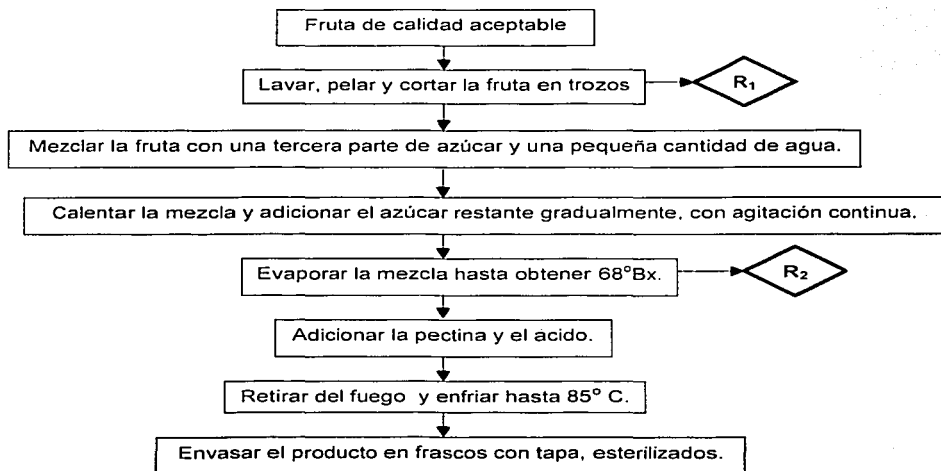 Fruta de calidad aceptable
Lavar, pelar y cortar la fruta en trozos
R₁
Mezclar la fruta con una tercera parte de azúcar y una pequeña cantidad de agua.
Calentar la mezcla y adicionar el azúcar restante gradualmente, con agitación continua.
Evaporar la mezcla hasta obtener 68°Bx.
R₂
Adicionar la pectina y el ácido.
Retirar del fuego y enfriar hasta 85° C.
Envasar el producto en frascos con tapa, esterilizados.